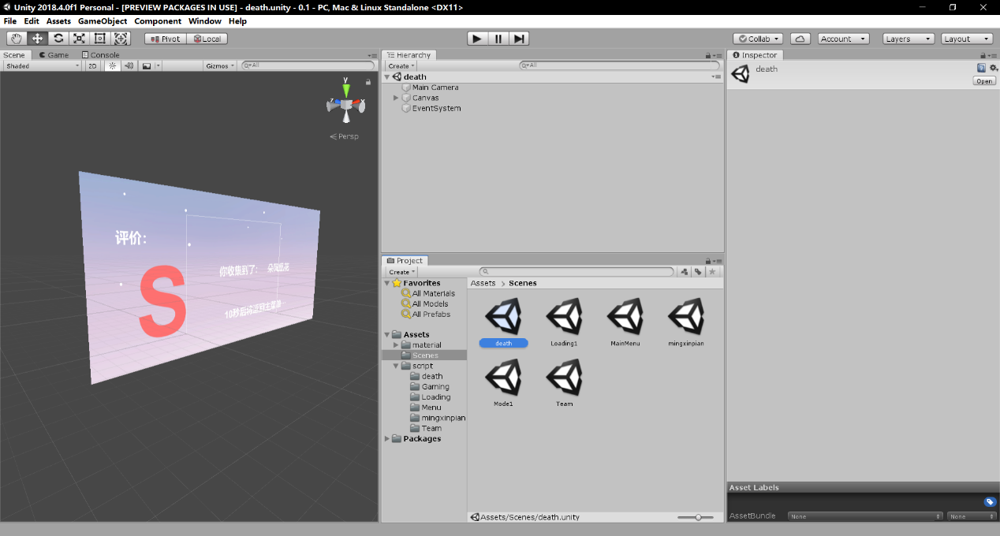 Unity 2018.4.0f1 Personal - [PREVIEW PACKAGES IN USE] - death.unity - 0.1 - PC, Mac & Linux Standalone <DX11>
File Edit Assets GameObject Component Window Help
Pivot Local Collab Account Layers Layout
Scene Game Console
Shaded 2D Gizmos All
y
x
z
Persp
评价:
S
你收集到了: 朵闪烁花
10秒后将返回主菜单…
Hierarchy
Create All
death
Main Camera
Canvas
EventSystem
Project
Create
Favorites
All Materials
All Models
All Prefabs
Assets
material
Scenes
script
death
Gaming
Loading
Menu
mingxinpian
Team
Packages
Assets > Scenes
death Loading1 MainMenu mingxinpian
Mode1 Team
Assets/Scenes/death.unity
Inspector
death
Open
Asset Labels
AssetBundle None None